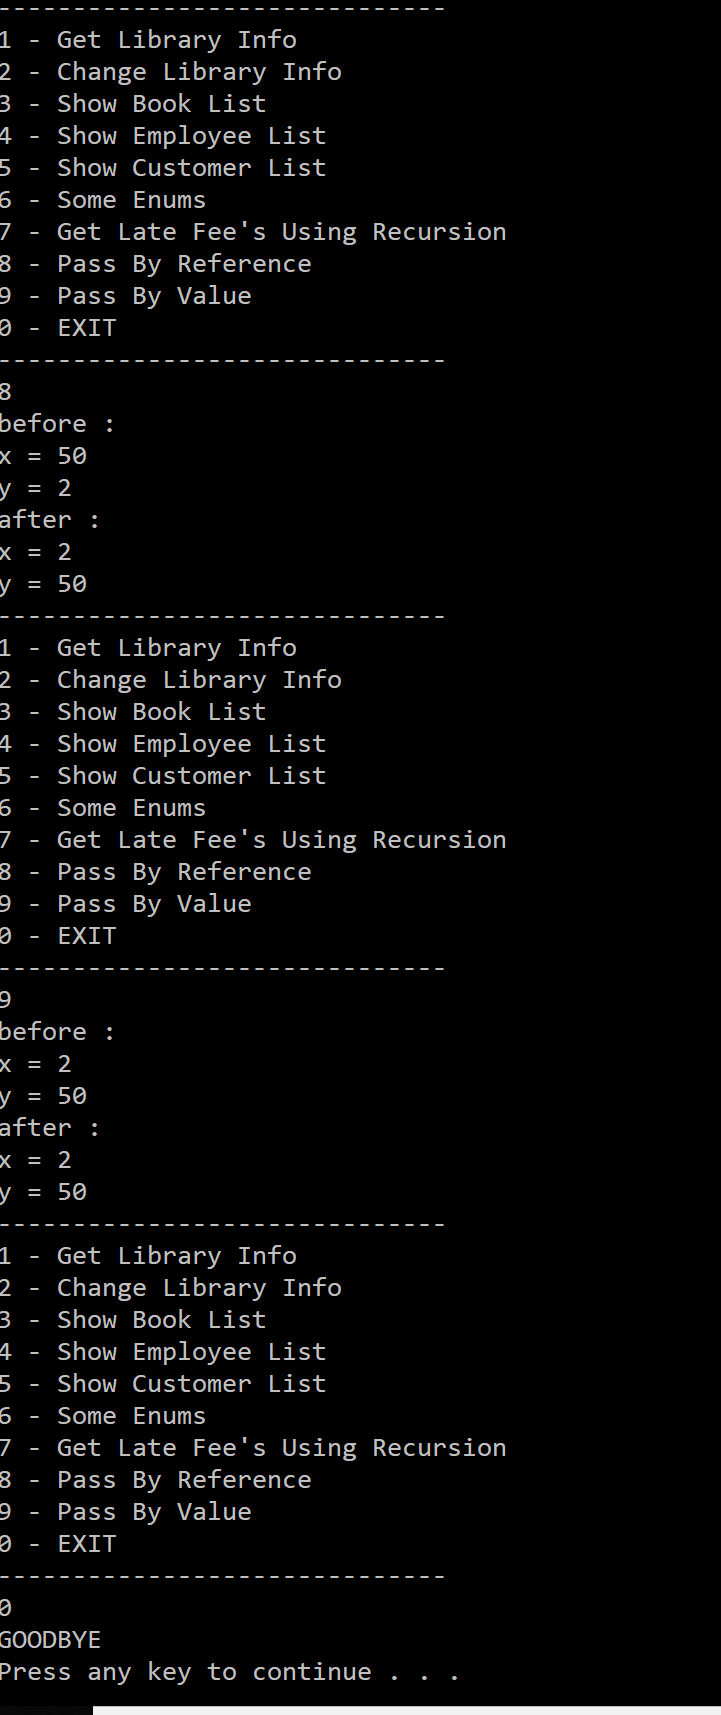 -------------------------------
1 - Get Library Info
2 - Change Library Info
3 - Show Book List
4 - Show Employee List
5 - Show Customer List
6 - Some Enums
7 - Get Late Fee's Using Recursion
8 - Pass By Reference
9 - Pass By Value
0 - EXIT
------------------------------
8
before :
x = 50
y = 2
after :
x = 2
y = 50
------------------------------
1 - Get Library Info
2 - Change Library Info
3 - Show Book List
4 - Show Employee List
5 - Show Customer List
6 - Some Enums
7 - Get Late Fee's Using Recursion
8 - Pass By Reference
9 - Pass By Value
0 - EXIT
------------------------------
9
before :
x = 2
y = 50
after :
x = 2
y = 50
------------------------------
1 - Get Library Info
2 - Change Library Info
3 - Show Book List
4 - Show Employee List
5 - Show Customer List
6 - Some Enums
7 - Get Late Fee's Using Recursion
8 - Pass By Reference
9 - Pass By Value
0 - EXIT
------------------------------
0
GOODBYE
Press any key to continue . . .